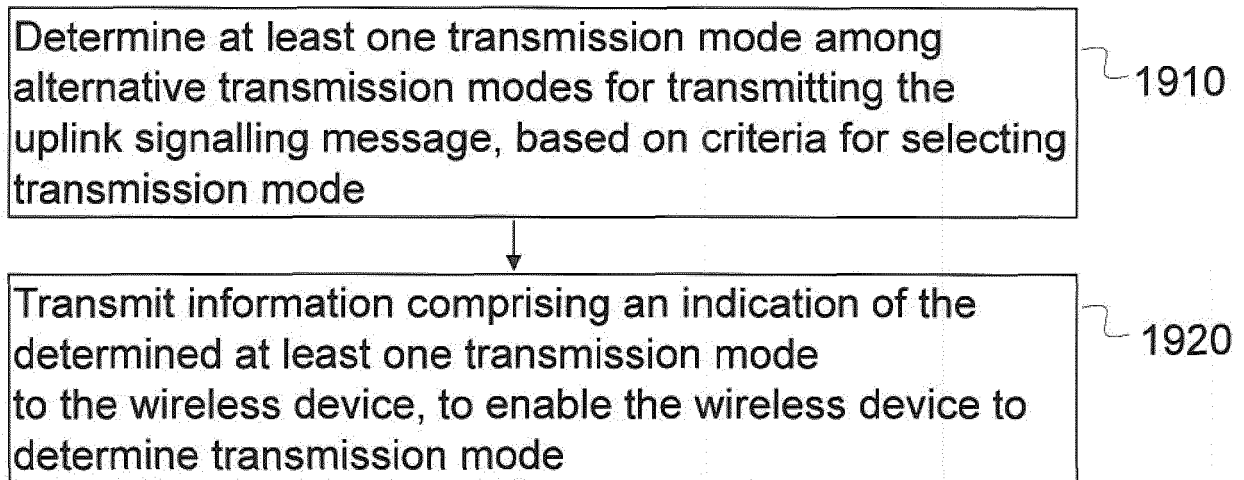 Determine at least one transmission mode among
alternative transmission modes for transmitting the
uplink signalling message, based on criteria for selecting
transmission mode
1910
Transmit information comprising an indication of the
determined at least one transmission mode
to the wireless device, to enable the wireless device to
determine transmission mode
1920